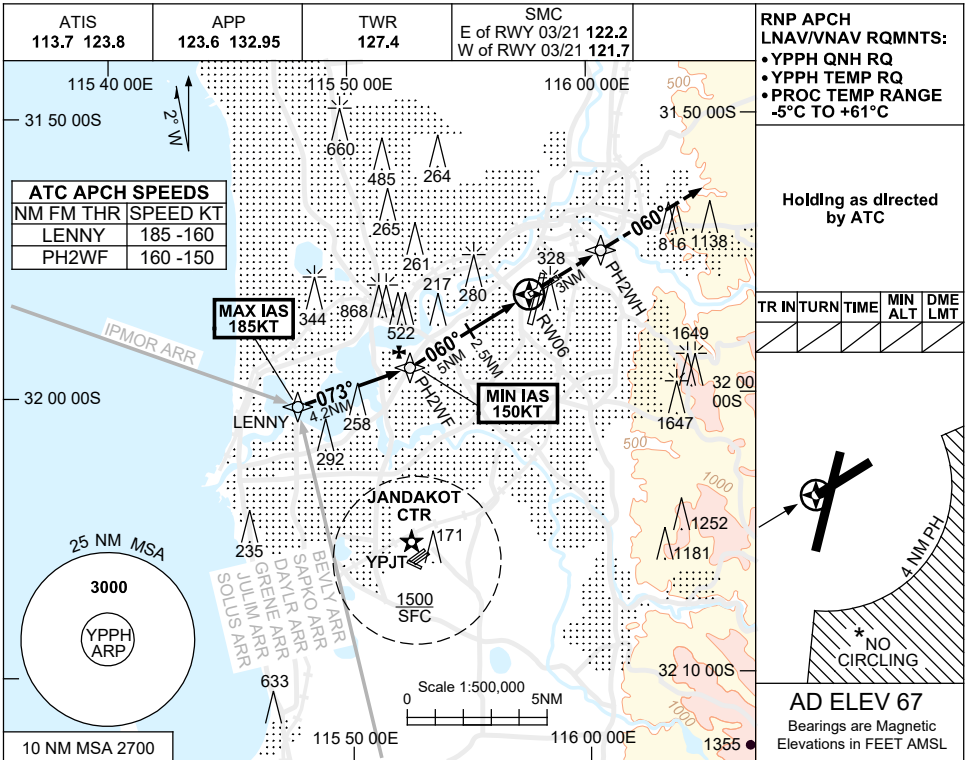 ATIS
113.7 123.8
APP
123.6 132.95
TWR
127.4
SMC
E of RWY 03/21 122.2
W of RWY 03/21 121.7
RNP APCH
LNAV/VNAV RQMNTS:
•YPPH QNH RQ
•YPPH TEMP RQ
•PROC TEMP RANGE
-5°C TO +61°C
Holding as directed
by ATC
TR IN TURN TIME MIN ALT DME LMT
115 40 00E
115 50 00E
116 00 00E
31 50 00S
31 50 00S
500
2° W
660
485
264
265
261
816
1138
ATC APCH SPEEDS
NM FM THR SPEED KT
LENNY 185 -160
PH2WF 160 -150
MAX IAS
185KT
344
868
522
217
280
328
060°
PH2WH
3NM
RW06
1649
IPMOR ARR
060°
5NM
2.5NM
PH2WF
MIN IAS
150KT
32 00
00S
1647
32 00 00S
LENNY
073°
4.2NM
258
292
500
1000
JANDAKOT
CTR
171
YPJT
1500
SFC
235
1252
1181
BEVLY ARR
SAPKO ARR
DAYLR ARR
GRENE ARR
JULIM ARR
SOLUS ARR
25 NM MSA
3000
YPPH
ARP
10 NM MSA 2700
633
Scale 1:500,000
0
5NM
32 10 00S
1000
1355
115 50 00E
116 00 00E
4 NM PH
*NO
CIRCLING
AD ELEV 67
Bearings are Magnetic
Elevations in FEET AMSL